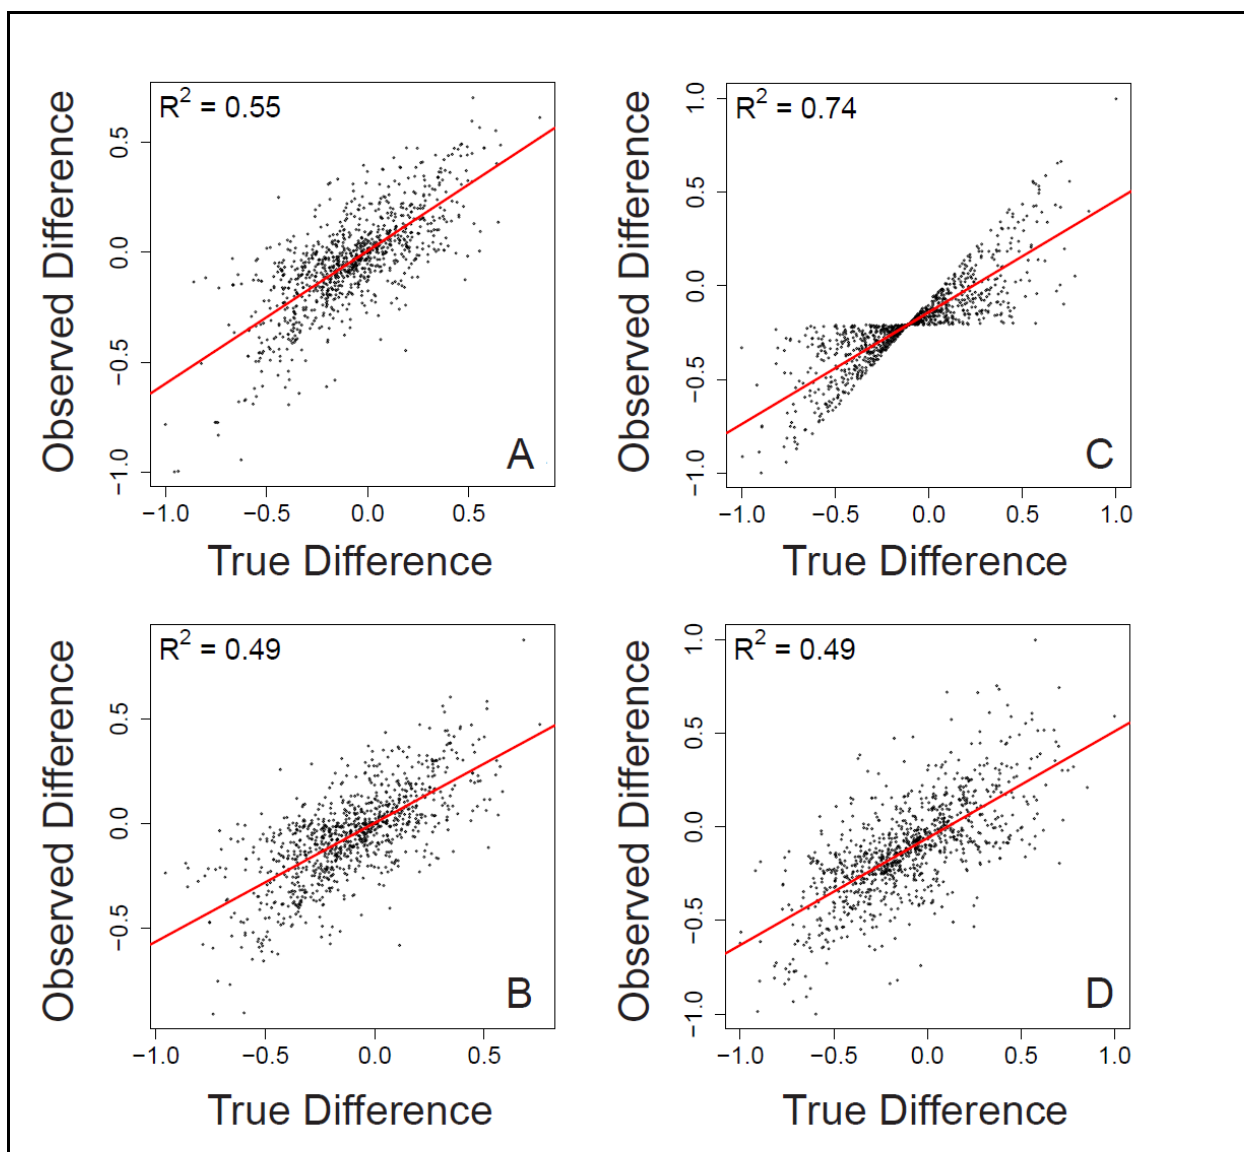 R² = 0.55
Observed Difference
0.5
0.0
−0.5
−1.0
A
−1.0 −0.5 0.0 0.5
True Difference
R² = 0.74
Observed Difference
1.0
0.5
0.0
−0.5
−1.0
C
−1.0 −0.5 0.0 0.5 1.0
True Difference
R² = 0.49
Observed Difference
0.5
0.0
−0.5
B
−1.0 −0.5 0.0 0.5
True Difference
R² = 0.49
Observed Difference
1.0
0.5
0.0
−0.5
−1.0
D
−1.0 −0.5 0.0 0.5 1.0
True Difference